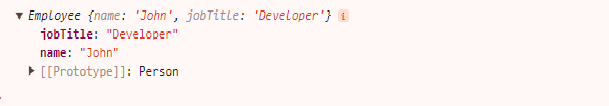 Employee {name: 'John', jobTitle: 'Developer'} i
jobTitle: "Developer"
name: "John"
[[Prototype]]: Person